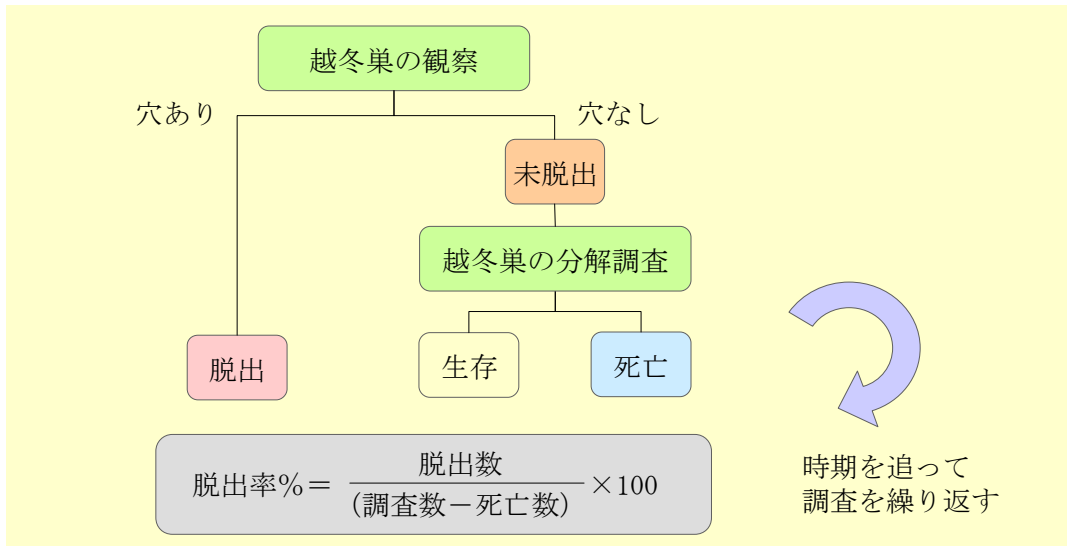 越冬巣の観察
穴あり
穴なし
未脱出
越冬巣の分解調査
脱出
生存
死亡
脱出率%＝ 脱出数
(調査数－死亡数) ×100
時期を追って
調査を繰り返す